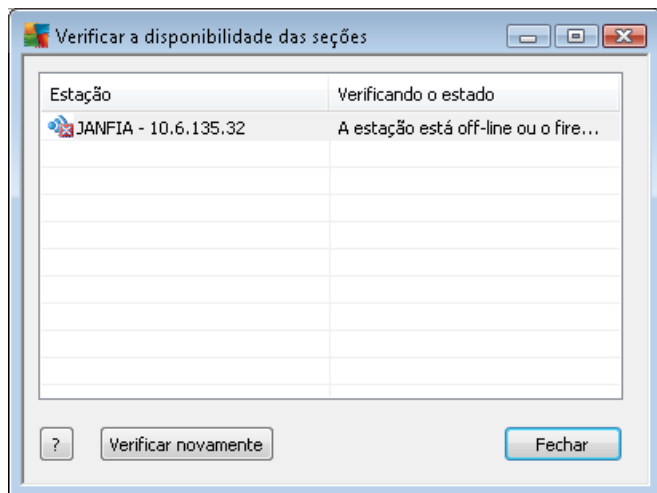 Verificar a disponibilidade das seções
Estação Verificando o estado
JANFIA - 10.6.135.32 A estação está off-line ou o fire...
? Verificar novamente Fechar